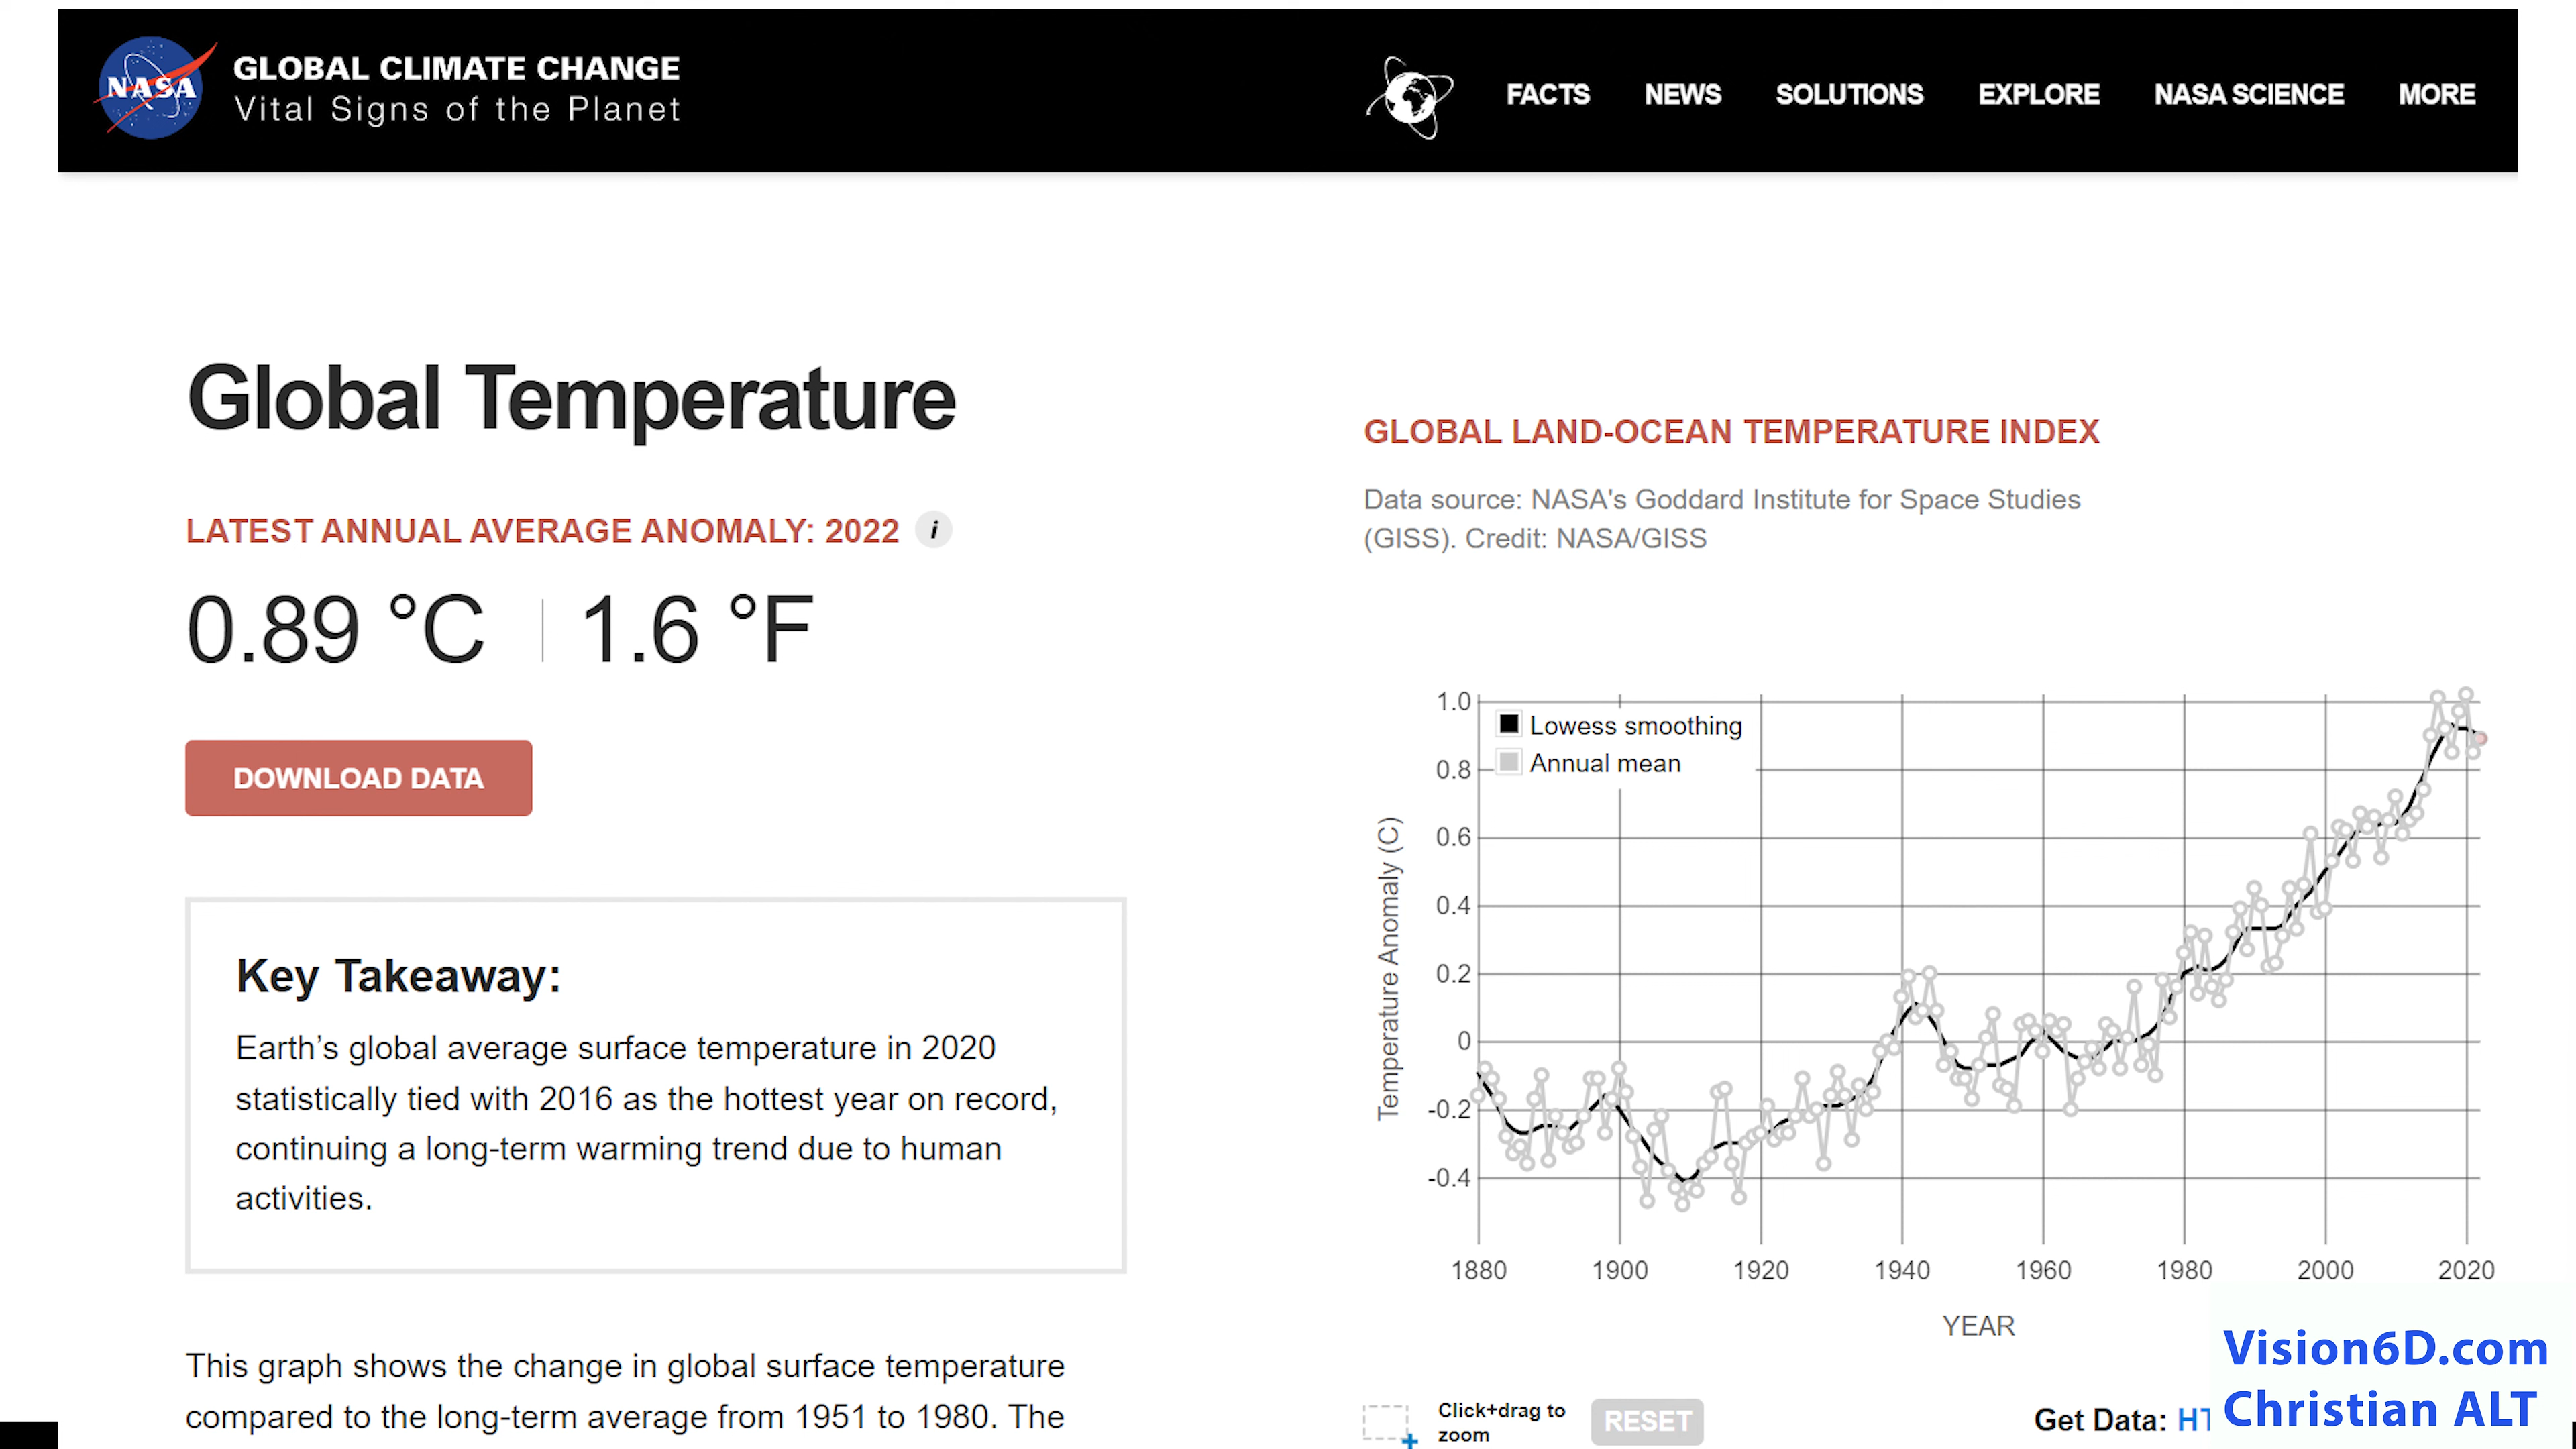 NASA
GLOBAL CLIMATE CHANGE
Vital Signs of the Planet
FACTS NEWS SOLUTIONS EXPLORE NASA SCIENCE MORE
Global Temperature
LATEST ANNUAL AVERAGE ANOMALY: 2022 i
0.89 °C | 1.6 °F
DOWNLOAD DATA
Key Takeaway:
Earth’s global average surface temperature in 2020
statistically tied with 2016 as the hottest year on record,
continuing a long-term warming trend due to human
activities.
This graph shows the change in global surface temperature
compared to the long-term average from 1951 to 1980. The
GLOBAL LAND-OCEAN TEMPERATURE INDEX
Data source: NASA's Goddard Institute for Space Studies
(GISS). Credit: NASA/GISS
Lowess smoothing
Annual mean
Temperature Anomaly (C)
1.0
0.8
0.6
0.4
0.2
0
-0.2
-0.4
1880 1900 1920 1940 1960 1980 2000 2020
YEAR
Click+drag to
zoom
RESET
Get Data:
Vision6D.com
Christian ALT